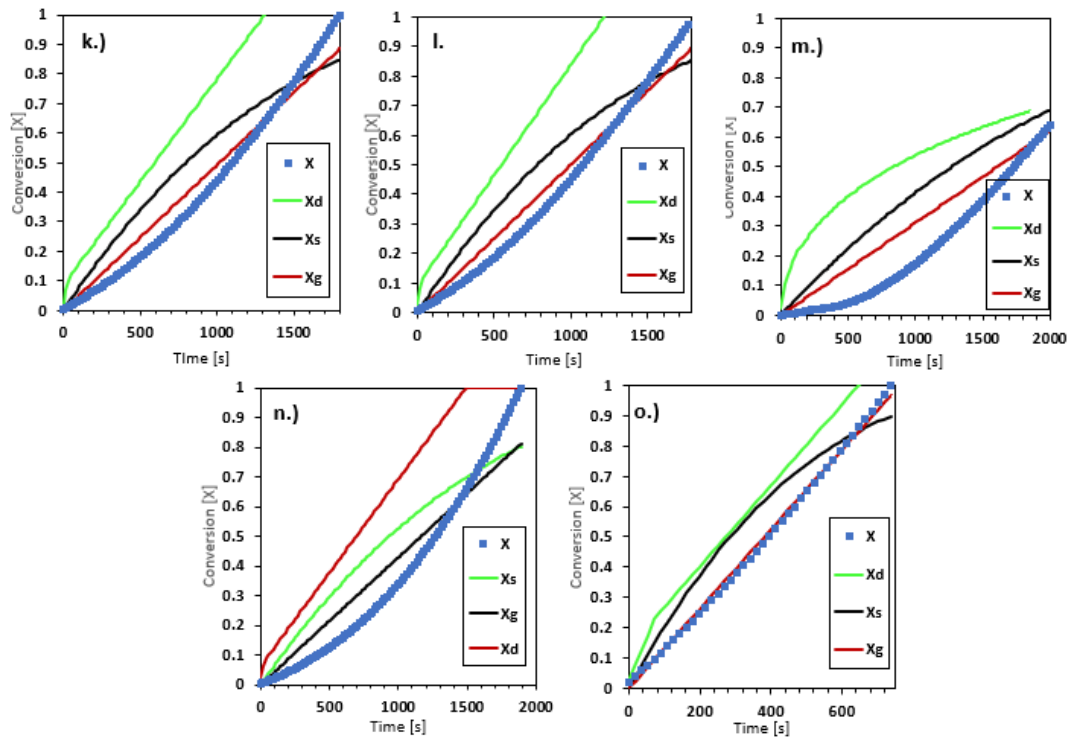 k.)
Conversion [X]
1
0.9
0.8
0.7
0.6
0.5
0.4
0.3
0.2
0.1
0
0 500 1000 1500
TIme [s]
X
Xd
Xs
Xg
l.
Conversion [X]
1
0.9
0.8
0.7
0.6
0.5
0.4
0.3
0.2
0.1
0
0 500 1000 1500
Time [s]
X
Xd
Xs
Xg
m.)
Conversion [X]
1
0.9
0.8
0.7
0.6
0.5
0.4
0.3
0.2
0.1
0
0 500 1000 1500 2000
Time [s]
X
Xd
Xs
Xg
n.)
Conversion [X]
1
0.9
0.8
0.7
0.6
0.5
0.4
0.3
0.2
0.1
0
0 500 1000 1500 2000
Time [s]
X
Xs
Xg
Xd
o.)
Conversion [X]
1
0.9
0.8
0.7
0.6
0.5
0.4
0.3
0.2
0.1
0
0 200 400 600
Time [s]
X
Xd
Xs
Xg